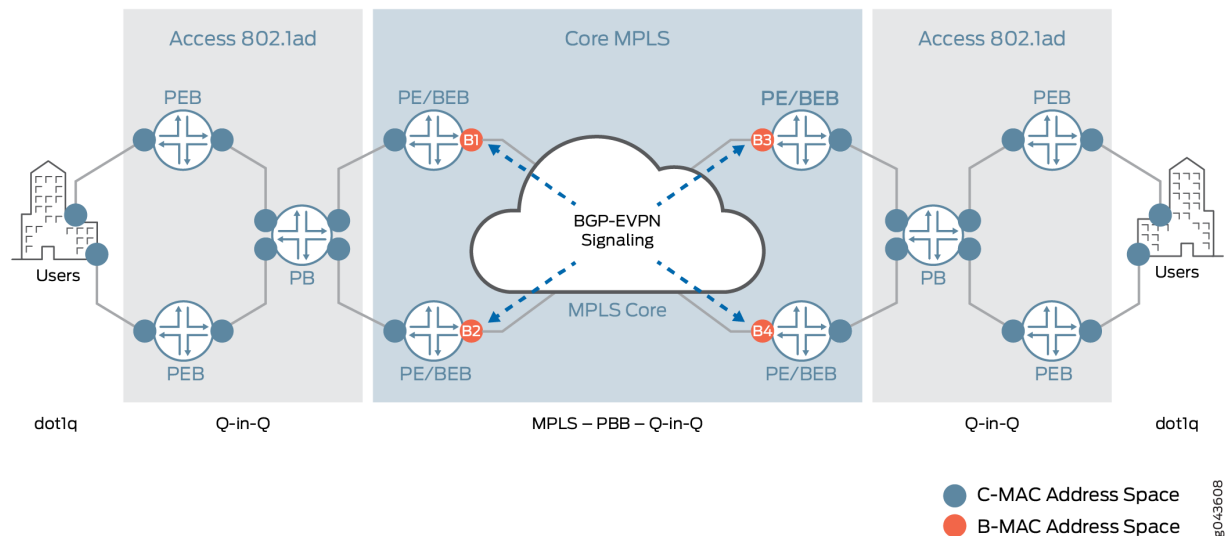 Access 802.1ad
Core MPLS
Access 802.1ad
PEB
PE/BEB
PE/BEB
PEB
B1
B3
BGP-EVPN
Signaling
Users
PB
PB
Users
MPLS Core
B2
B4
PEB
PE/BEB
PE/BEB
PEB
dot1q
Q-in-Q
MPLS – PBB – Q-in-Q
Q-in-Q
dot1q
C-MAC Address Space
B-MAC Address Space
g043608